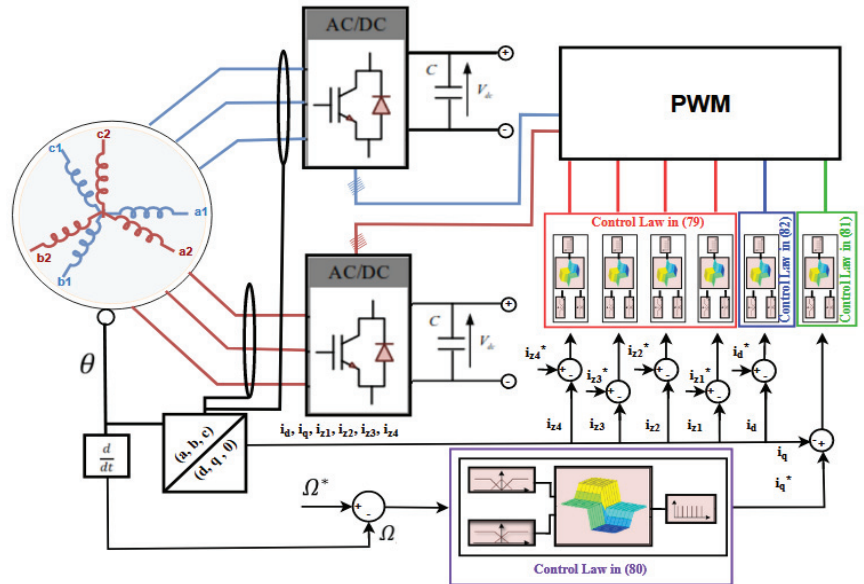 AC/DC
C
V_dc
+
-
PWM
c1
c2
a1
b2
a2
b1
AC/DC
C
V_dc
+
-
Control Law in (79)
Control Law in (82)
Control Law in (81)
θ
i_z4*
i_z3*
i_z2*
i_z1*
i_d*
i_z4
i_z3
i_z2
i_z1
i_d
i_q
i_q*
(a, b, c)
(d, q, 0)
i_d, i_q, i_z1, i_z2, i_z3, i_z4
d
dt
Ω*
Ω
Control Law in (80)